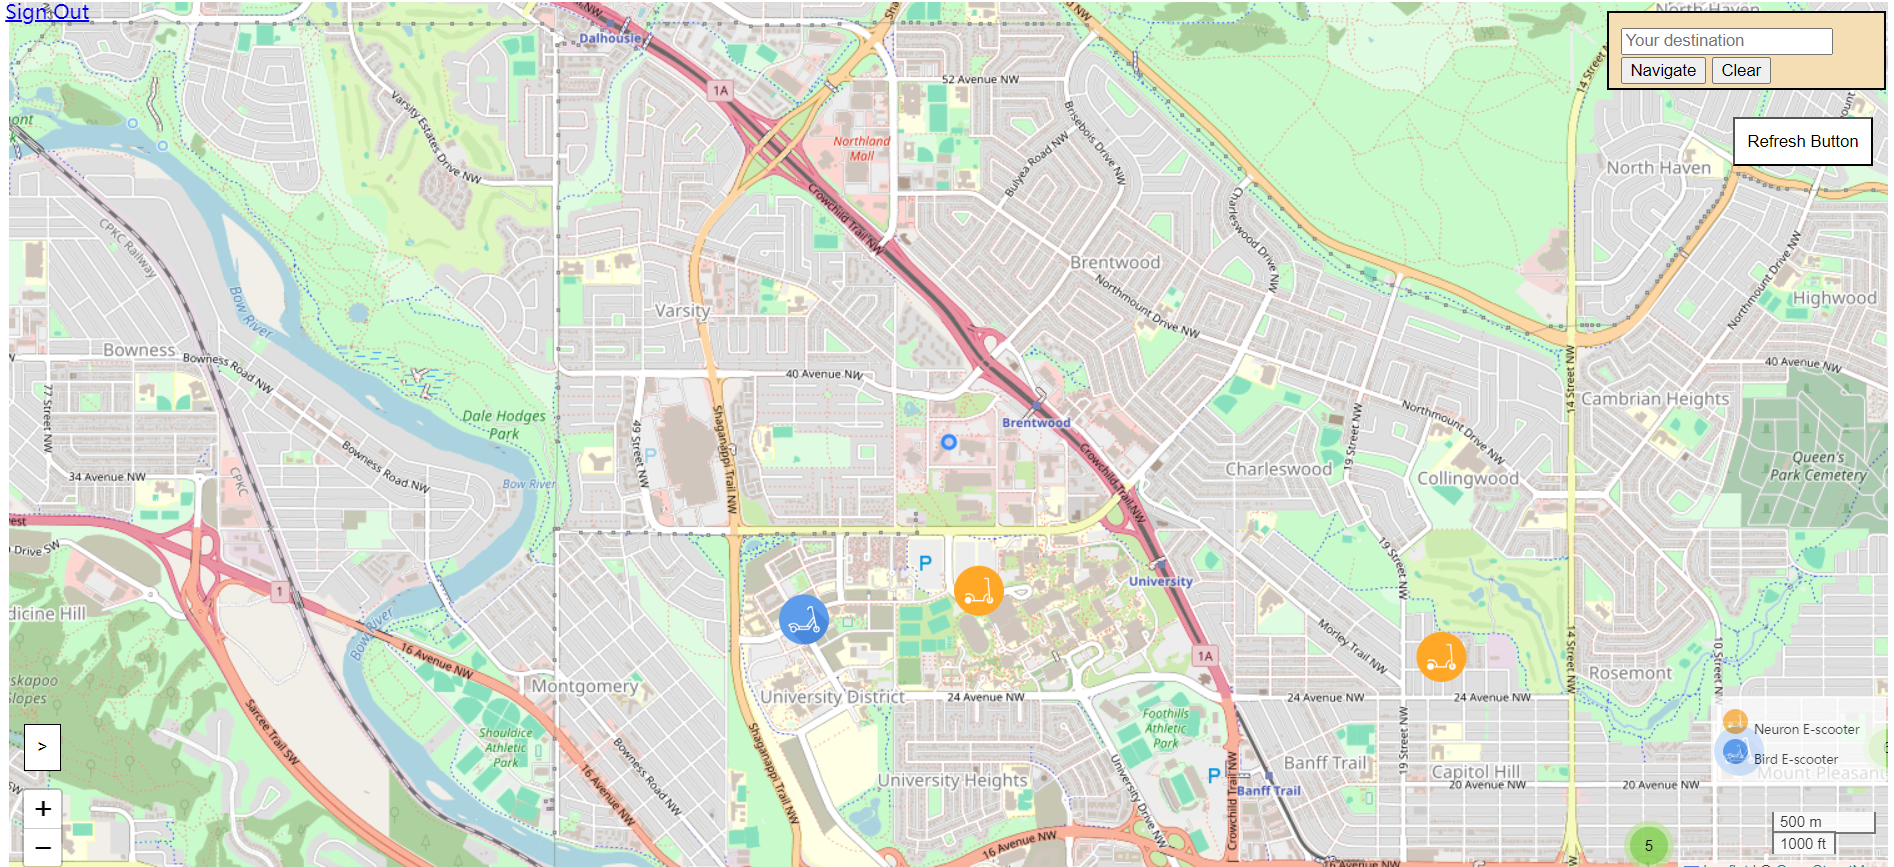 Sign Out
Dalhousie
1A
52 Avenue NW
North Haven
Your destination
Navigate
Clear
14 Street N
Refresh Button
ont
Varsity Estates Drive NW
Northland
Mall
Bulyea Road NW
Brisebois Drive NW
North Haven
Crowchild Trail NW
Charleswood Drive NW
CPKC Railway
Bow River
Brentwood
Northmount Drive NW
Northmount Drive NW
Highwood
Varsity
Bowness
Bowness Road NW
40 Avenue NW
40 Avenue NW
14 Street NW
77 Street NW
Dale Hodges
Park
Shaganappi Trail NW
49 Street NW
P
Brentwood
Crowchild Trail NW
19 Street NW
Northmount Drive NW
Cambrian Heights
Queen's
Park Cemetery
Bowness Road NW
34 Avenue NW
CPKC
Bow River
Charleswood
Collingwood
est
Drive SW
P
University
19 Street NW
1
dicine Hill
Bow River
16 Avenue NW
Morley Trail NW
14 Street NW
10 Street N
1A
Rosemont
askapoo
Slopes
Montgomery
University District
24 Avenue NW
24 Avenue NW
24 Avenue NW
Sarcee Trail SW
Shouldice
Athletic
Park
Bowness Road NW
Shaganappi Trail NW
Foothills
Athletic
Park
Neuron E-scooter
Bird E-scooter
>
16 Avenue NW
University Heights
University Drive NW
P
Crowchild Trail NW
Banff Trail
Banff Trail
19 Street NW
Capitol Hill
20 Avenue NW
20 Avenue NW
Mount Pleasant
+
−
16 Avenue NW
5
500 m
1000 ft